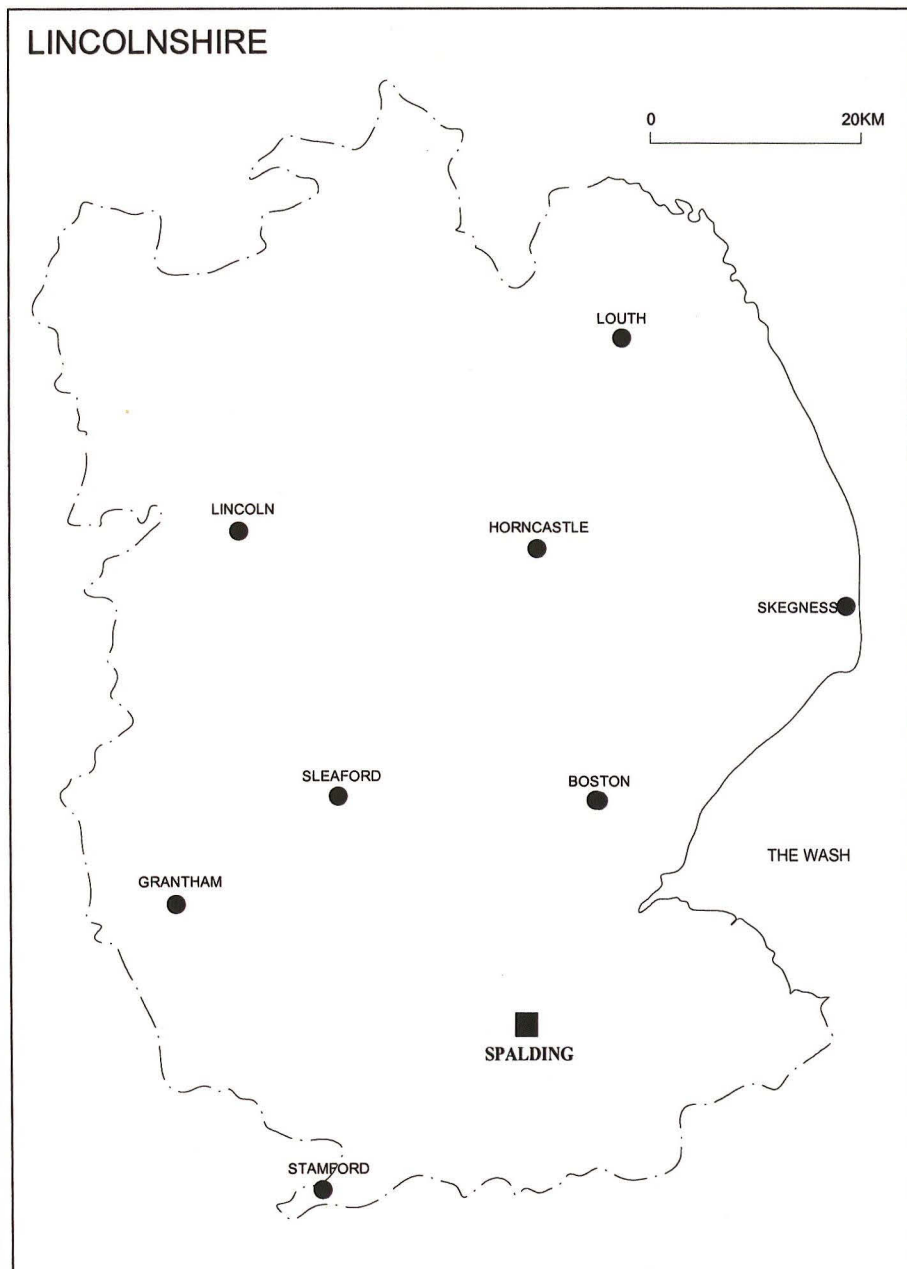 LINCOLNSHIRE
0 20KM
LOUTH
LINCOLN
HORNCASTLE
SKEGNESS
SLEAFORD
BOSTON
THE WASH
GRANTHAM
SPALDING
STAMFORD